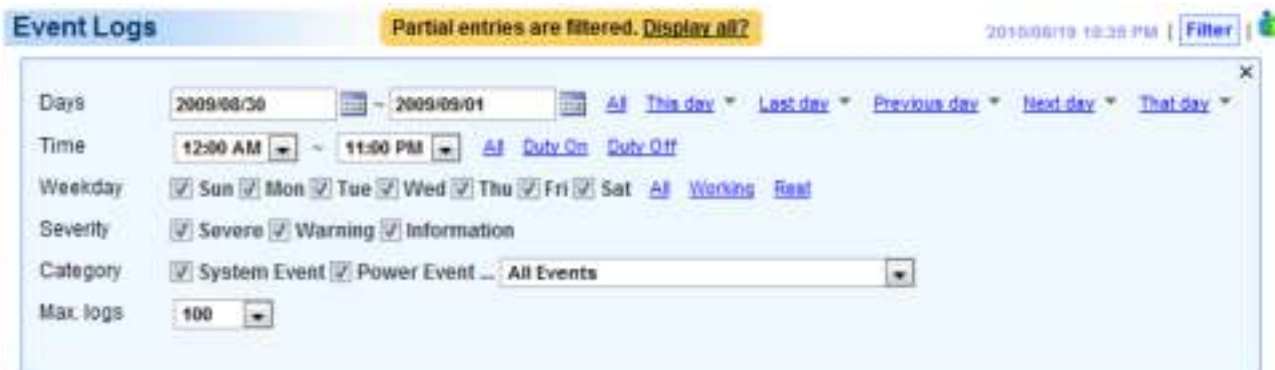 Event Logs Partial entries are filtered. Display all? 2010/08/19 10:35 PM | Filter |
Days 2009/08/30 ~ 2009/09/01 All This day Last day Previous day Next day That day
Time 12:00 AM ~ 11:00 PM All Duty On Duty Off
Weekday Sun Mon Tue Wed Thu Fri Sat All Working Rest
Severity Severe Warning Information
Category System Event Power Event ... All Events
Max. logs 100